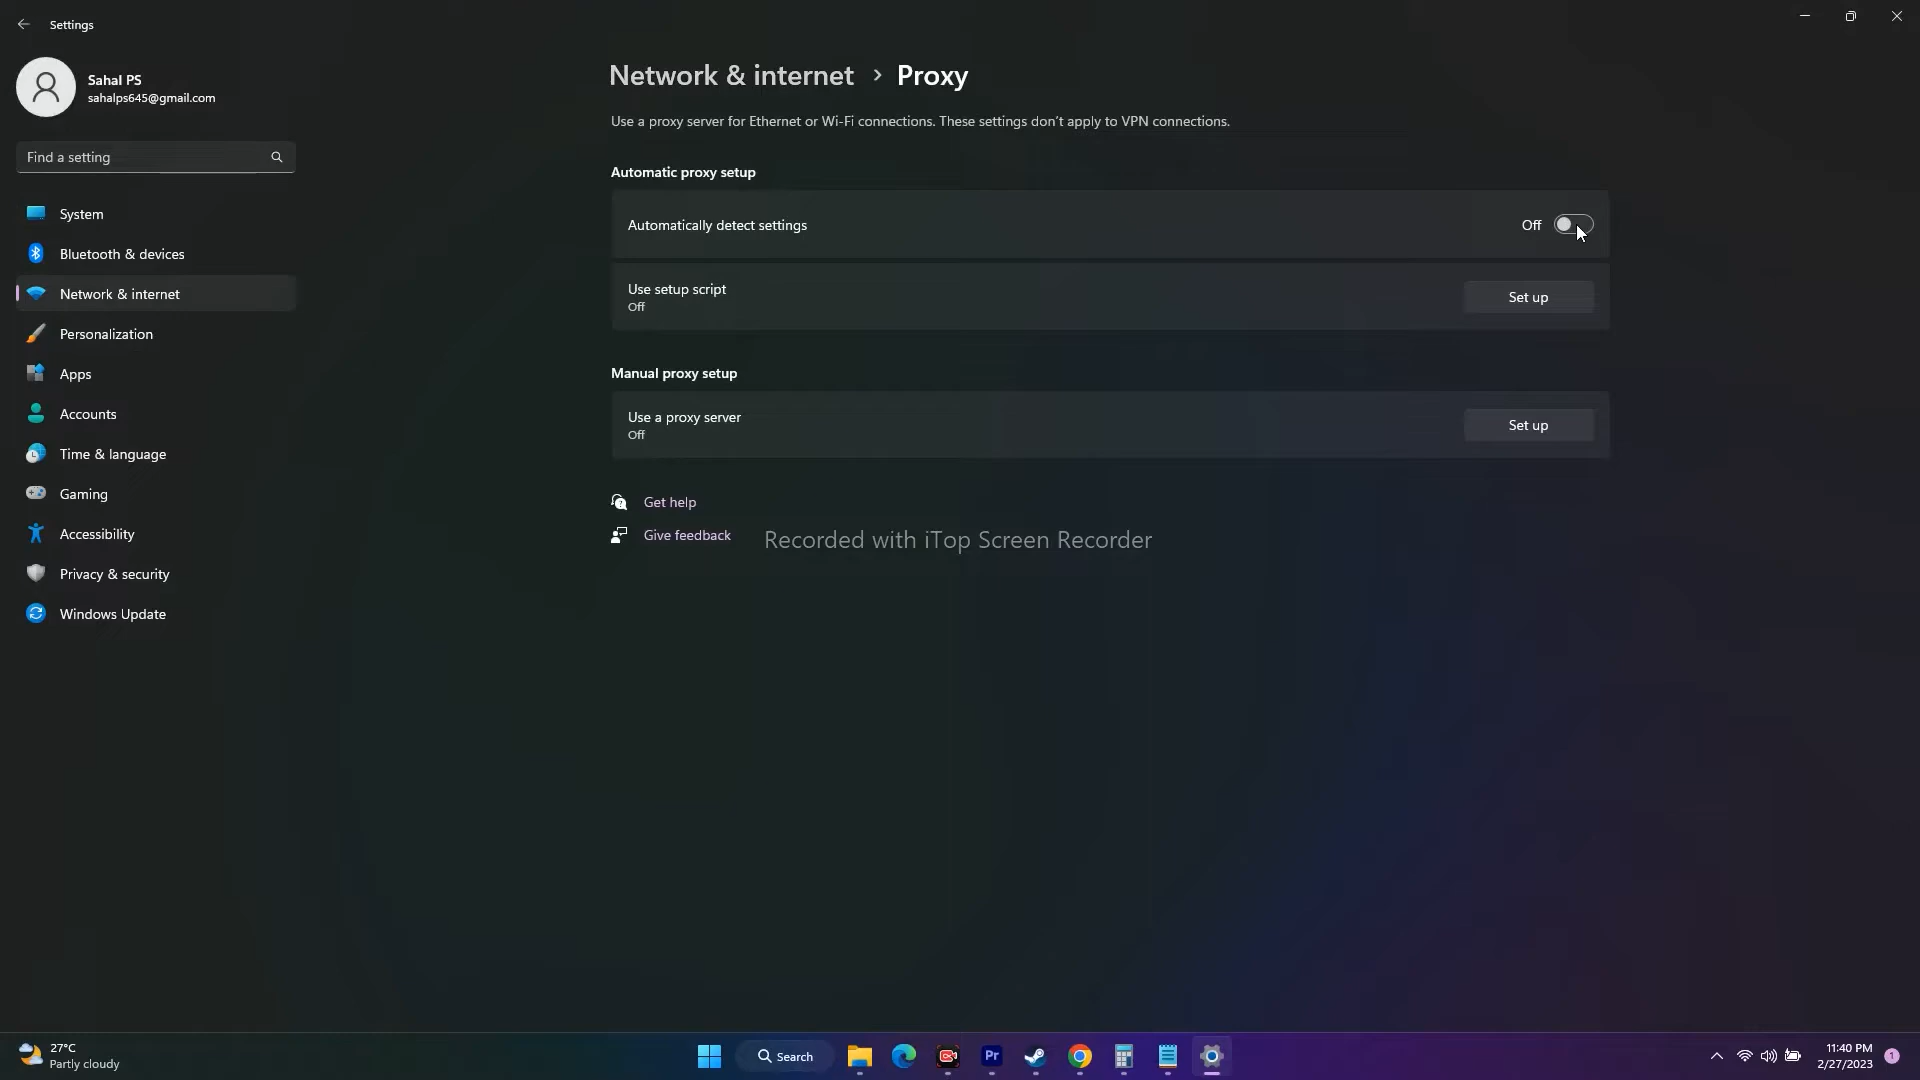 Settings
Sahal PS
sahalps645@gmail.com
Find a setting
System
Bluetooth & devices
Network & internet
Personalization
Apps
Accounts
Time & language
Gaming
Accessibility
Privacy & security
Windows Update
Network & internet > Proxy
Use a proxy server for Ethernet or Wi-Fi connections. These settings don't apply to VPN connections.
Automatic proxy setup
Automatically detect settings
Off
Use setup script
Off
Set up
Manual proxy setup
Use a proxy server
Off
Set up
Get help
Give feedback
Recorded with iTop Screen Recorder
27°C
Partly cloudy
Search
Pr
11:40 PM
2/27/2023
1